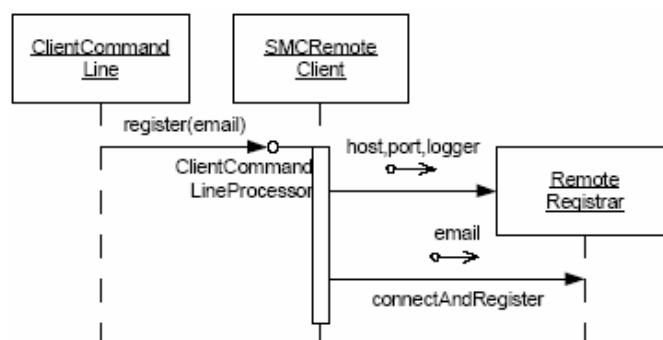 ClientCommand
Line
SMCRemote
Client
register(email)
ClientCommand
LineProcessor
host,port,logger
Remote
Registrar
email
connectAndRegister